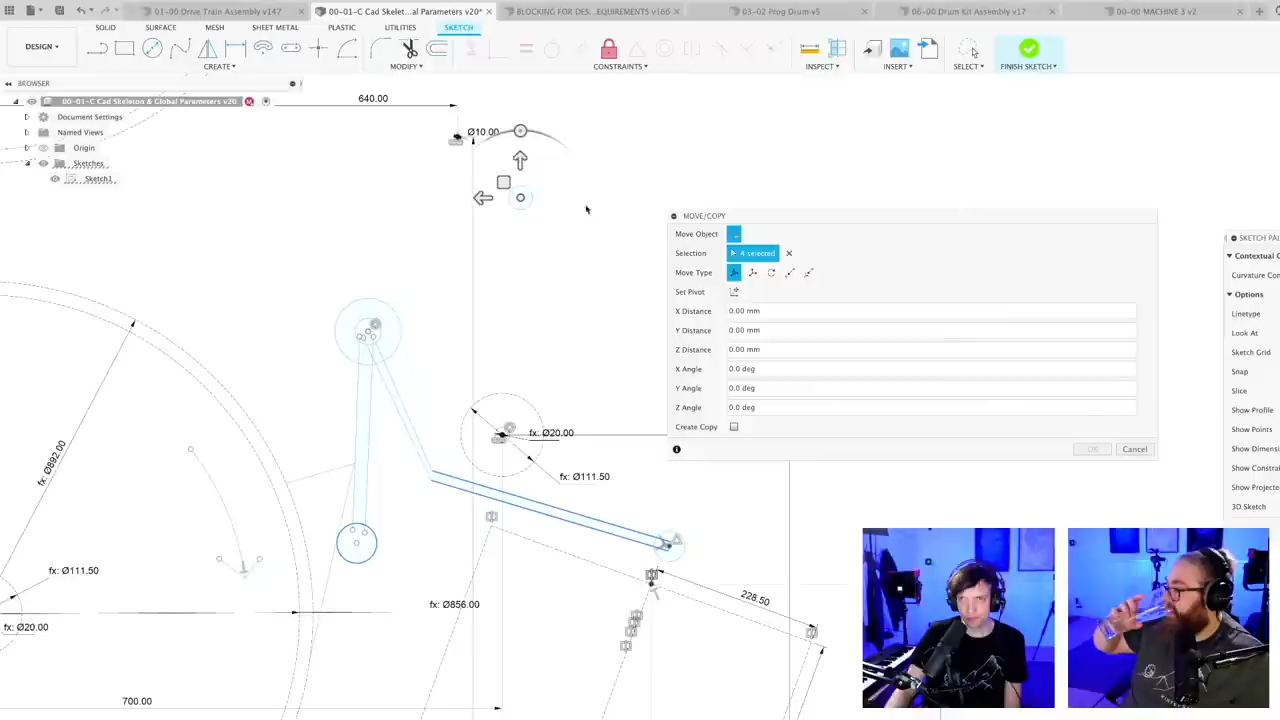 01-00 Drive Train Assembly v147
00-01-C Cad Skelet...al Parameters v20*
BLOCKING FOR DES...EQUIREMENTS v166
03-02 Prog Drum v5
06-00 Drum Kit Assembly v17
00-00 MACHINE 3 v2
DESIGN
SOLID
SURFACE
MESH
SHEET METAL
PLASTIC
UTILITIES
SKETCH
CREATE
MODIFY
CONSTRAINTS
INSPECT
INSERT
SELECT
FINISH SKETCH
BROWSER
00-01-C Cad Skeleton & Global Parameters v20
Document Settings
Named Views
Origin
Sketches
Sketch1
640.00
Ø10.00
MOVE/COPY
Move Object
Selection
4 selected
Move Type
Set Pivot
X Distance
0.00 mm
Y Distance
0.00 mm
Z Distance
0.00 mm
X Angle
0.0 deg
Y Angle
0.0 deg
Z Angle
0.0 deg
Create Copy
OK
Cancel
SKETCH PAL
Contextual
Curvature Con
Options
Linetype
Look At
Sketch Grid
Snap
Slice
Show Profile
Show Points
Show Dimens
Show Constra
Show Projecte
3D Sketch
fx: Ø892.00
fx: Ø20.00
fx: Ø111.50
fx: Ø111.50
fx: Ø20.00
fx: Ø856.00
228.50
700.00